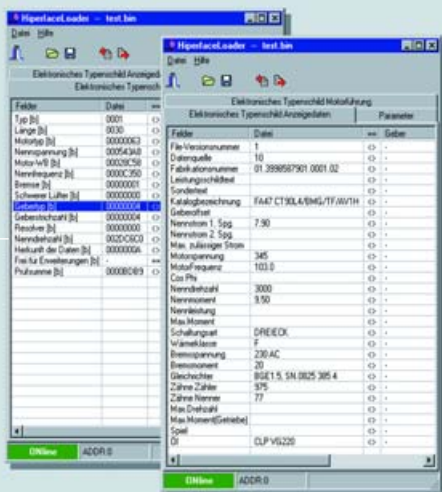 HiperfaceLoader - test.bin
Datei Hilfe
Elektronisches Typenschild Anzeiged
Elektronisches Typensch
Felder Datei ==
Typ [b] 0001 <>
Länge [b] 0030 <>
Motortyp [b] 00000063 <>
Nennspannung [b] 000543A8 <>
Motor-WB [b] 00028C58 <>
Nennfrequenz [b] 0000C350 <>
Bremse [b] 00000001 <>
Schwerer Lüfter [b] 00000000 <>
Gebertyp [b] 00000004 <>
Geberstrichzahl [b] 00000004 <>
Resolver [b] 00000000 <>
Nenndrehzahl [b] 002DC6C0 <>
Herkunft der Daten [b] 0000000A <>
Frei für Erweiterungen [b] - ==
Prüfsumme [b] 0000BDB9 <>
ONline ADDR:0
HiperfaceLoader - test.bin
Datei Hilfe
Elektronisches Typenschild Motorführung
Elektronisches Typenschild Anzeigedaten Parameter
Felder Datei == Geber
File-Versionsnummer 1 <> -
Datenquelle 10 <> -
Fabrikationsnummer 01.3998587901.0001.02 <> -
Leistungsschildtext <> -
Sondertext <> -
Katalogbezeichnung FA47 CT90L4/BMG/TF/AV1H <> -
Geberoffset <> -
Nennstrom 1. Spg. 7.90 <> -
Nennstrom 2. Spg. <> -
Max. zulässiger Strom <> -
Motorspannung 345 <> -
MotorFrequenz 103.0 <> -
Cos Phi <> -
Nenndrehzahl 3000 <> -
Nennmoment 9.50 <> -
Nennleistung <> -
Max.Moment <> -
Schaltungsart DREIECK <> -
Wärmeklasse F <> -
Bremsspannung 230 AC <> -
Bremsmoment 20 <> -
Gleichrichter BGE1.5, SN.0825 385 4 <> -
Zähne Zähler 975 <> -
Zähne Nenner 77 <> -
Max.Drehzahl <> -
Max.Moment(Getriebe) <> -
Spiel <> -
Öl CLP VG220 <> -
ONline ADDR:0